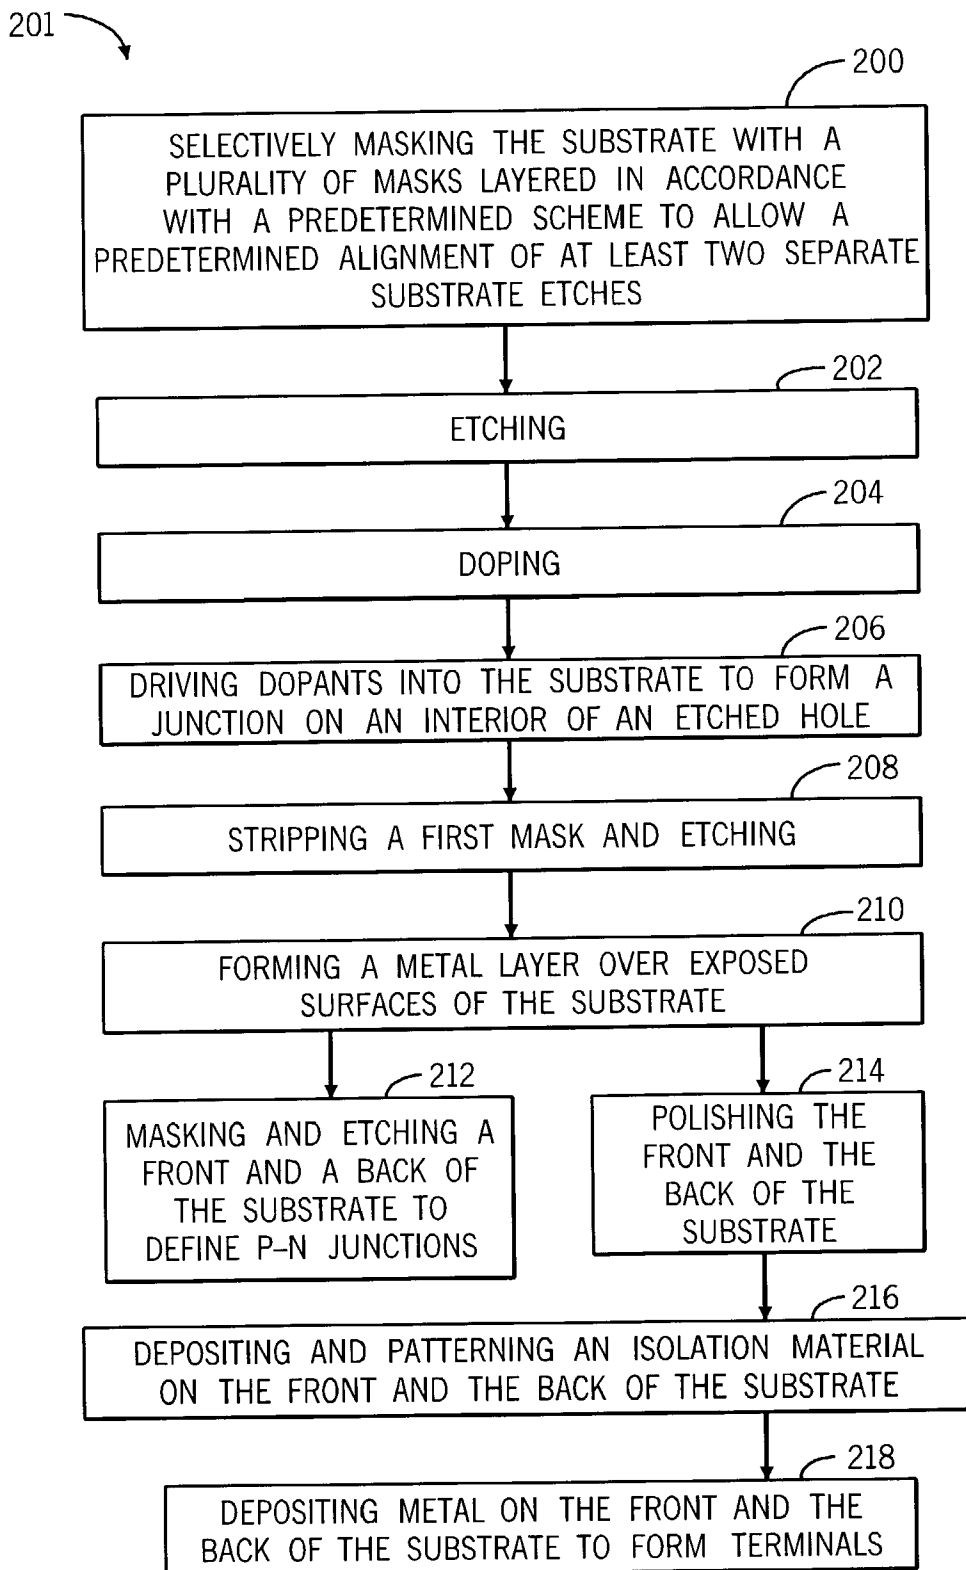 201
200
SELECTIVELY MASKING THE SUBSTRATE WITH A
PLURALITY OF MASKS LAYERED IN ACCORDANCE
WITH A PREDETERMINED SCHEME TO ALLOW A
PREDETERMINED ALIGNMENT OF AT LEAST TWO SEPARATE
SUBSTRATE ETCHES
202
ETCHING
204
DOPING
206
DRIVING DOPANTS INTO THE SUBSTRATE TO FORM A
JUNCTION ON AN INTERIOR OF AN ETCHED HOLE
208
STRIPPING A FIRST MASK AND ETCHING
210
FORMING A METAL LAYER OVER EXPOSED
SURFACES OF THE SUBSTRATE
212
MASKING AND ETCHING A
FRONT AND A BACK OF
THE SUBSTRATE TO
DEFINE P–N JUNCTIONS
214
POLISHING THE
FRONT AND THE
BACK OF THE
SUBSTRATE
216
DEPOSITING AND PATTERNING AN ISOLATION MATERIAL
ON THE FRONT AND THE BACK OF THE SUBSTRATE
218
DEPOSITING METAL ON THE FRONT AND THE
BACK OF THE SUBSTRATE TO FORM TERMINALS